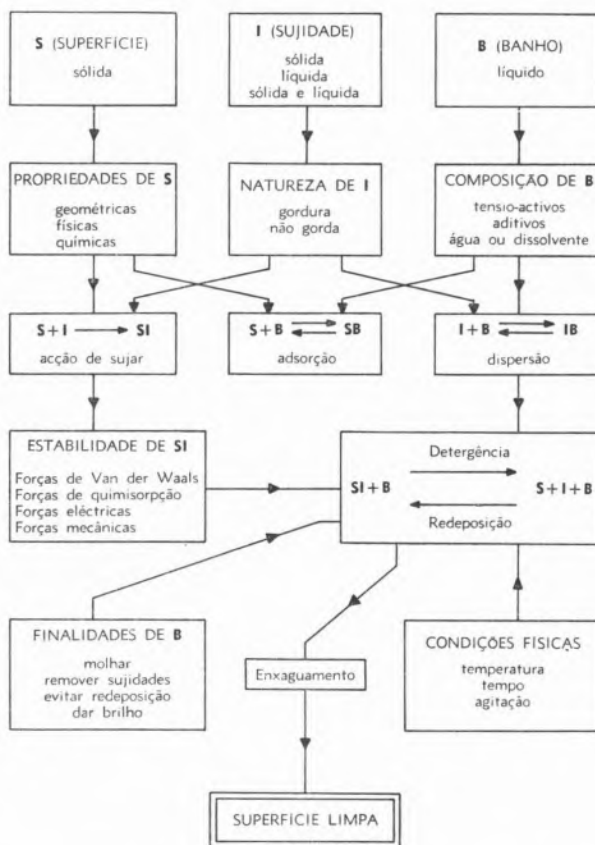 S (SUPERFÍCIE)
sólida
I (SUJIDADE)
sólida
líquida
sólida e líquida
B (BANHO)
líquido
PROPRIEDADES DE S
geométricas
físicas
químicas
NATUREZA DE I
gordura
não gorda
COMPOSIÇÃO DE B
tensio-activos
aditivos
água ou dissolvente
S+I → SI
acção de sujar
S+B ⇄ SB
adsorção
I+B ⇄ IB
dispersão
ESTABILIDADE DE SI
Forças de Van der Waals
Forças de quimisorpção
Forças eléctricas
Forças mecânicas
Detergência
SI+B
S+I+B
Redeposição
FINALIDADES DE B
molhar
remover sujidades
evitar redeposição
dar brilho
Enxaguamento
CONDIÇÕES FÍSICAS
temperatura
tempo
agitação
SUPERFÍCIE LIMPA